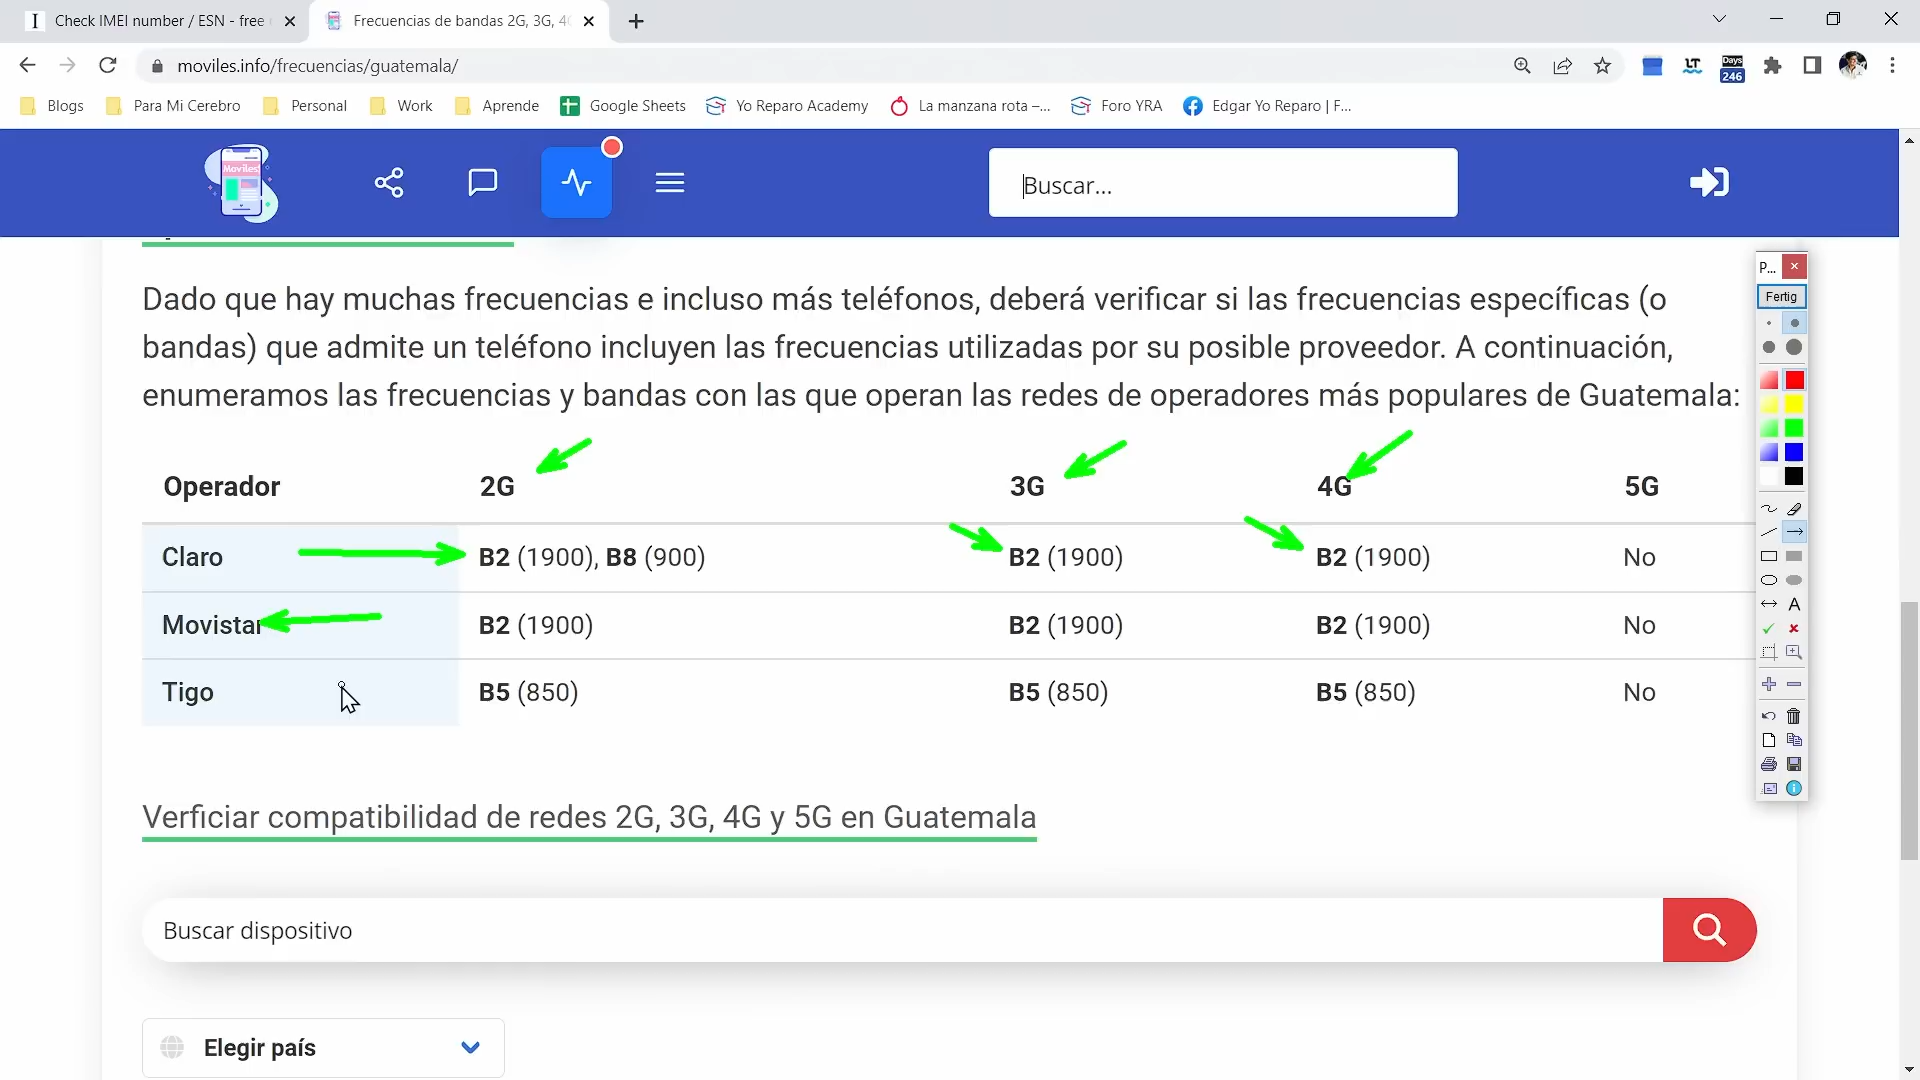 Check IMEI number / ESN - free
Frecuencias de bandas 2G, 3G, 4G
moviles.info/frecuencias/guatemala/
LT
Days
246
Blogs
Para Mi Cerebro
Personal
Work
Aprende
Google Sheets
Yo Reparo Academy
La manzana rota –...
Foro YRA
Edgar Yo Reparo | F...
Moviles
Buscar...
P...
Fertig
Dado que hay muchas frecuencias e incluso más teléfonos, deberá verificar si las frecuencias específicas (o
bandas) que admite un teléfono incluyen las frecuencias utilizadas por su posible proveedor. A continuación,
enumeramos las frecuencias y bandas con las que operan las redes de operadores más populares de Guatemala:
Operador 2G 3G 4G 5G
Claro B2 (1900), B8 (900) B2 (1900) B2 (1900) No
Movistar B2 (1900) B2 (1900) B2 (1900) No
Tigo B5 (850) B5 (850) B5 (850) No
A
Verficiar compatibilidad de redes 2G, 3G, 4G y 5G en Guatemala
Buscar dispositivo
Elegir país